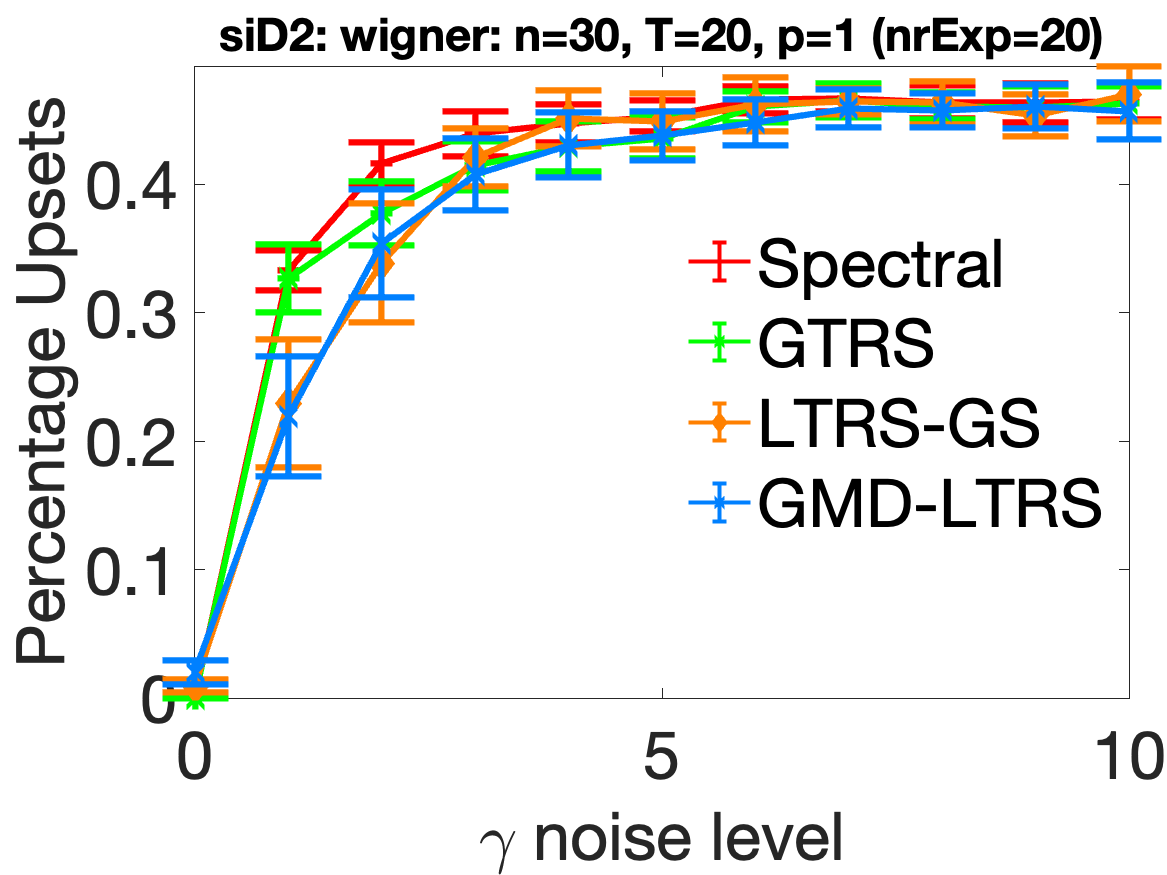 siD2: wigner: n=30, T=20, p=1 (nrExp=20)
Percentage Upsets
0.4
0.3
0.2
0.1
0
Spectral
GTRS
LTRS-GS
GMD-LTRS
0 5 10
γ noise level